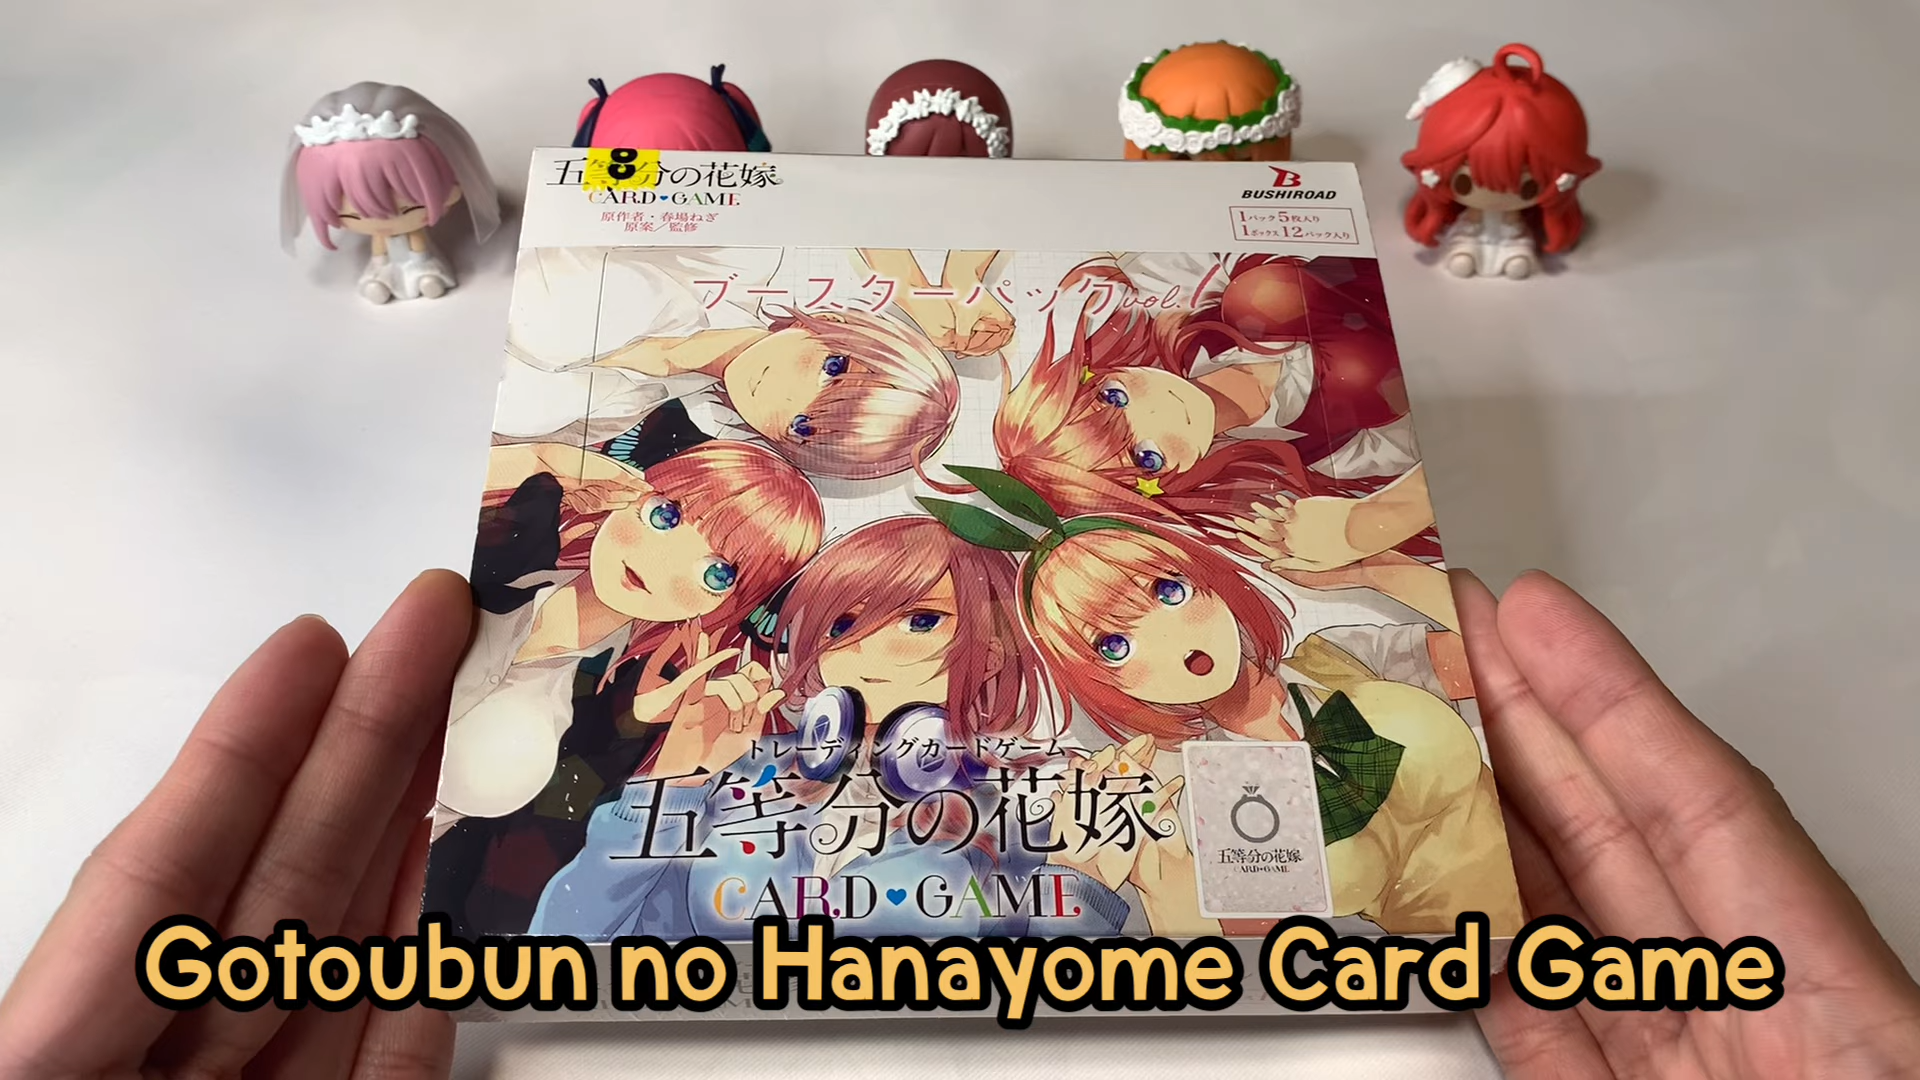 五等分の花嫁
CARD♥GAME
原作者・春場ねぎ
原案／監修
BUSHIROAD
1パック5枚入り
1ボックス12パック入り
ブースターパックvol.1
トレーディングカードゲーム
五等分の花嫁
CARD♥GAME
五等分の花嫁
CARD♥GAME
Gotoubun no Hanayome Card Game